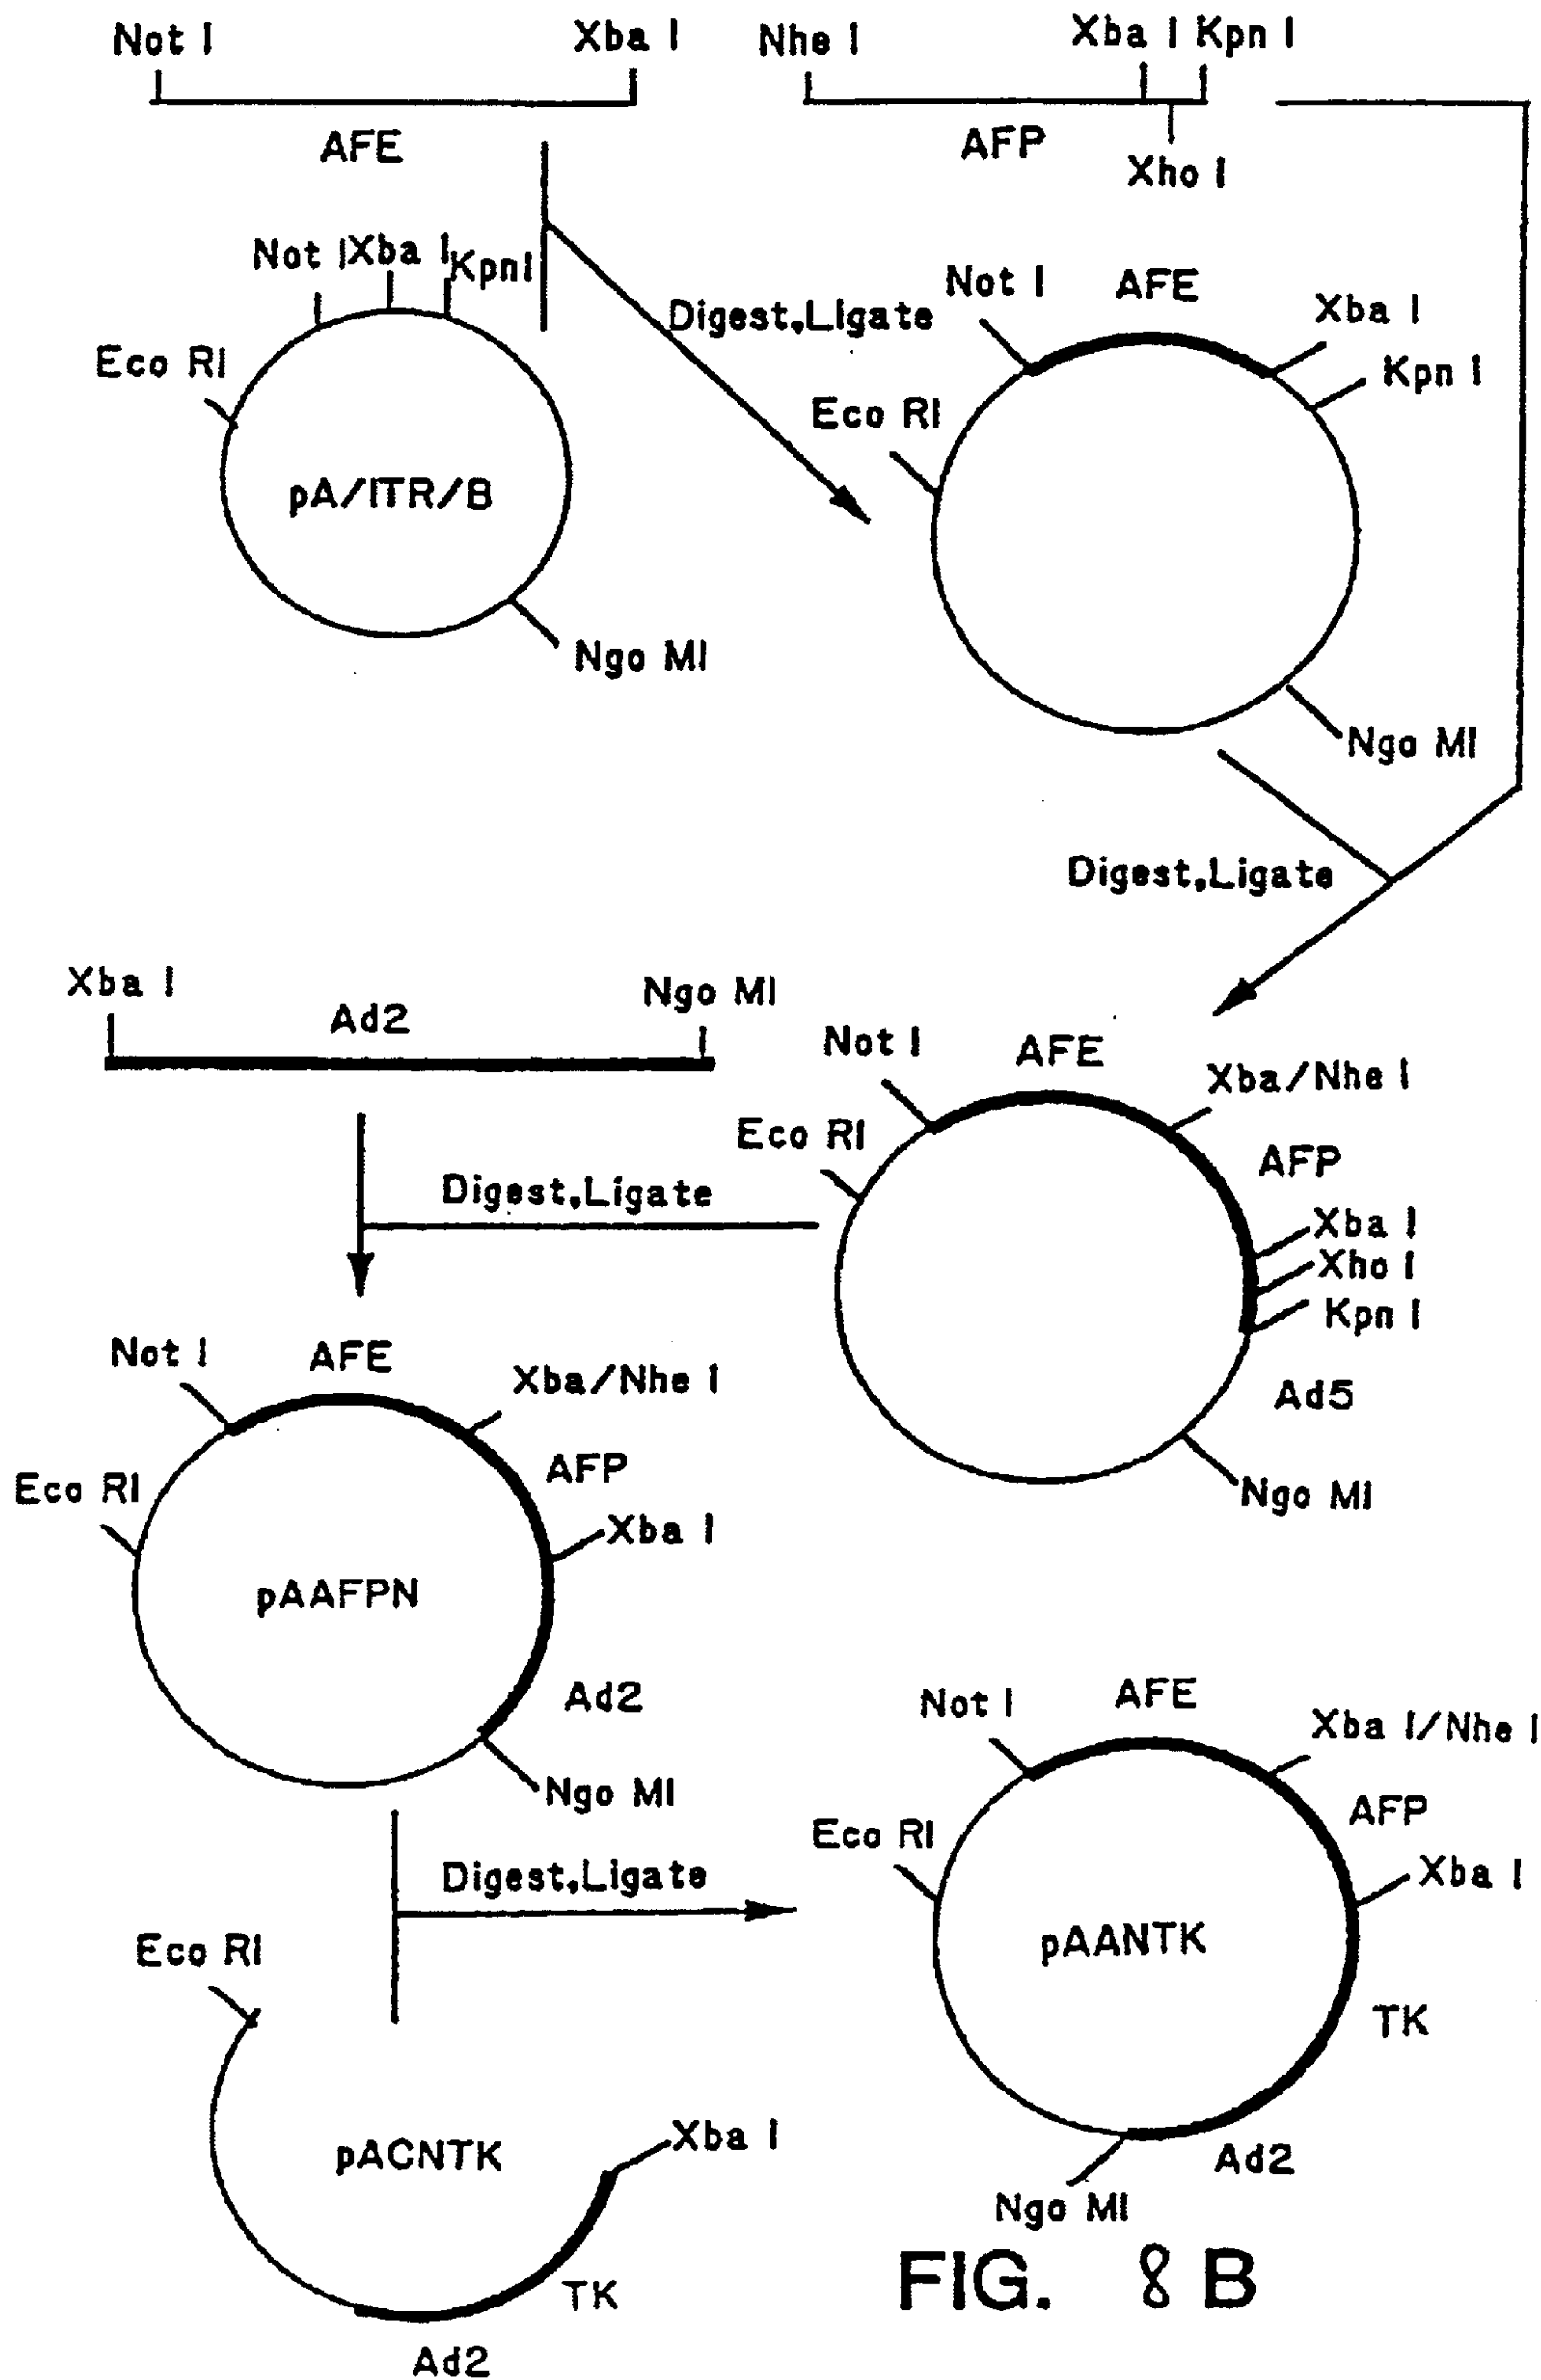 Not I
Xba I
Nhe I
Xba I Kpn I
AFE
AFP
Xho I
Not I Xba I KpnI
Eco RI
pA/ITR/B
Ngo MI
Digest,Ligate
Not I
AFE
Xba I
Kpn I
Eco RI
Ngo MI
Digest,Ligate
Xba I
Ad2
Ngo MI
Digest,Ligate
Not I
AFE
Xba/Nhe I
Eco RI
AFP
Xba I
Xho I
Kpn I
Ad5
Ngo MI
Not I
AFE
Xba/Nhe I
AFP
Eco RI
Xba I
pAAFPN
Ad2
Ngo MI
Digest,Ligate
Not I
AFE
Xba I/Nhe I
AFP
Eco RI
Xba I
pAANTK
TK
Ad2
Ngo MI
Eco RI
pACNTK
Xba I
TK
Ad2
FIG. 8 B